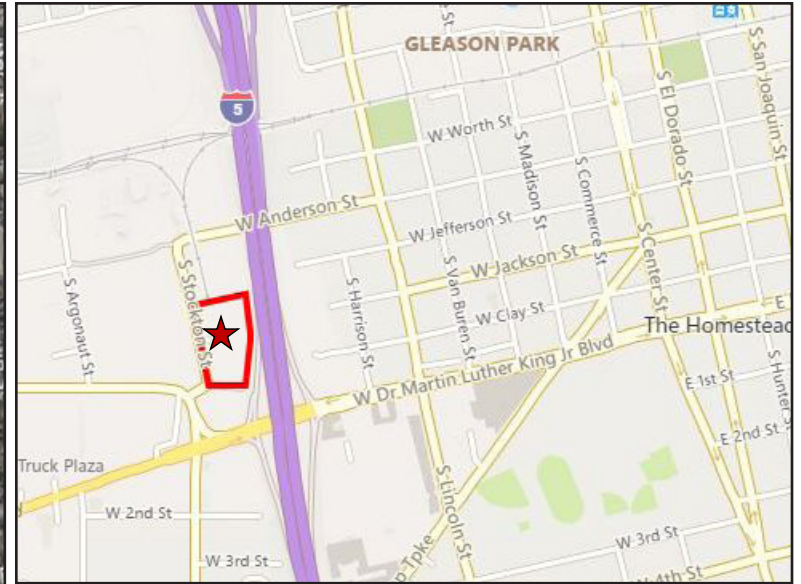 S San Joaquin St
GLEASON PARK
5
W Worth St
S El Dorado St
S Madison St
S Commerce St
W Anderson St
W Jefferson St
S Center St
W Jackson St
S Van Buren St
S Stockton St
S Argonaut St
S Harrison St
W Clay St
The Homestead
W Dr Martin Luther King Jr Blvd
E 1st St
S Hunter St
E 2nd St
Truck Plaza
W 2nd St
S Lincoln St
W 3rd St
W 3rd St
p Tpke
W 4th St
St
E